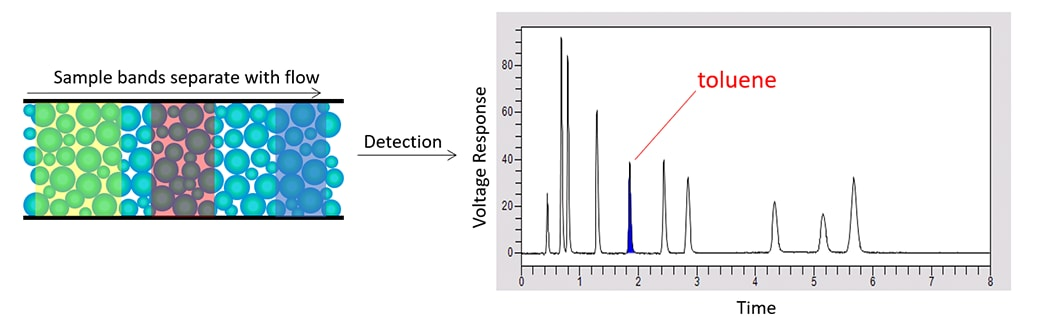 Sample bands separate with flow
Detection
toluene
Voltage Response
80
60
40
20
0
0 1 2 3 4 5 6 7 8
Time